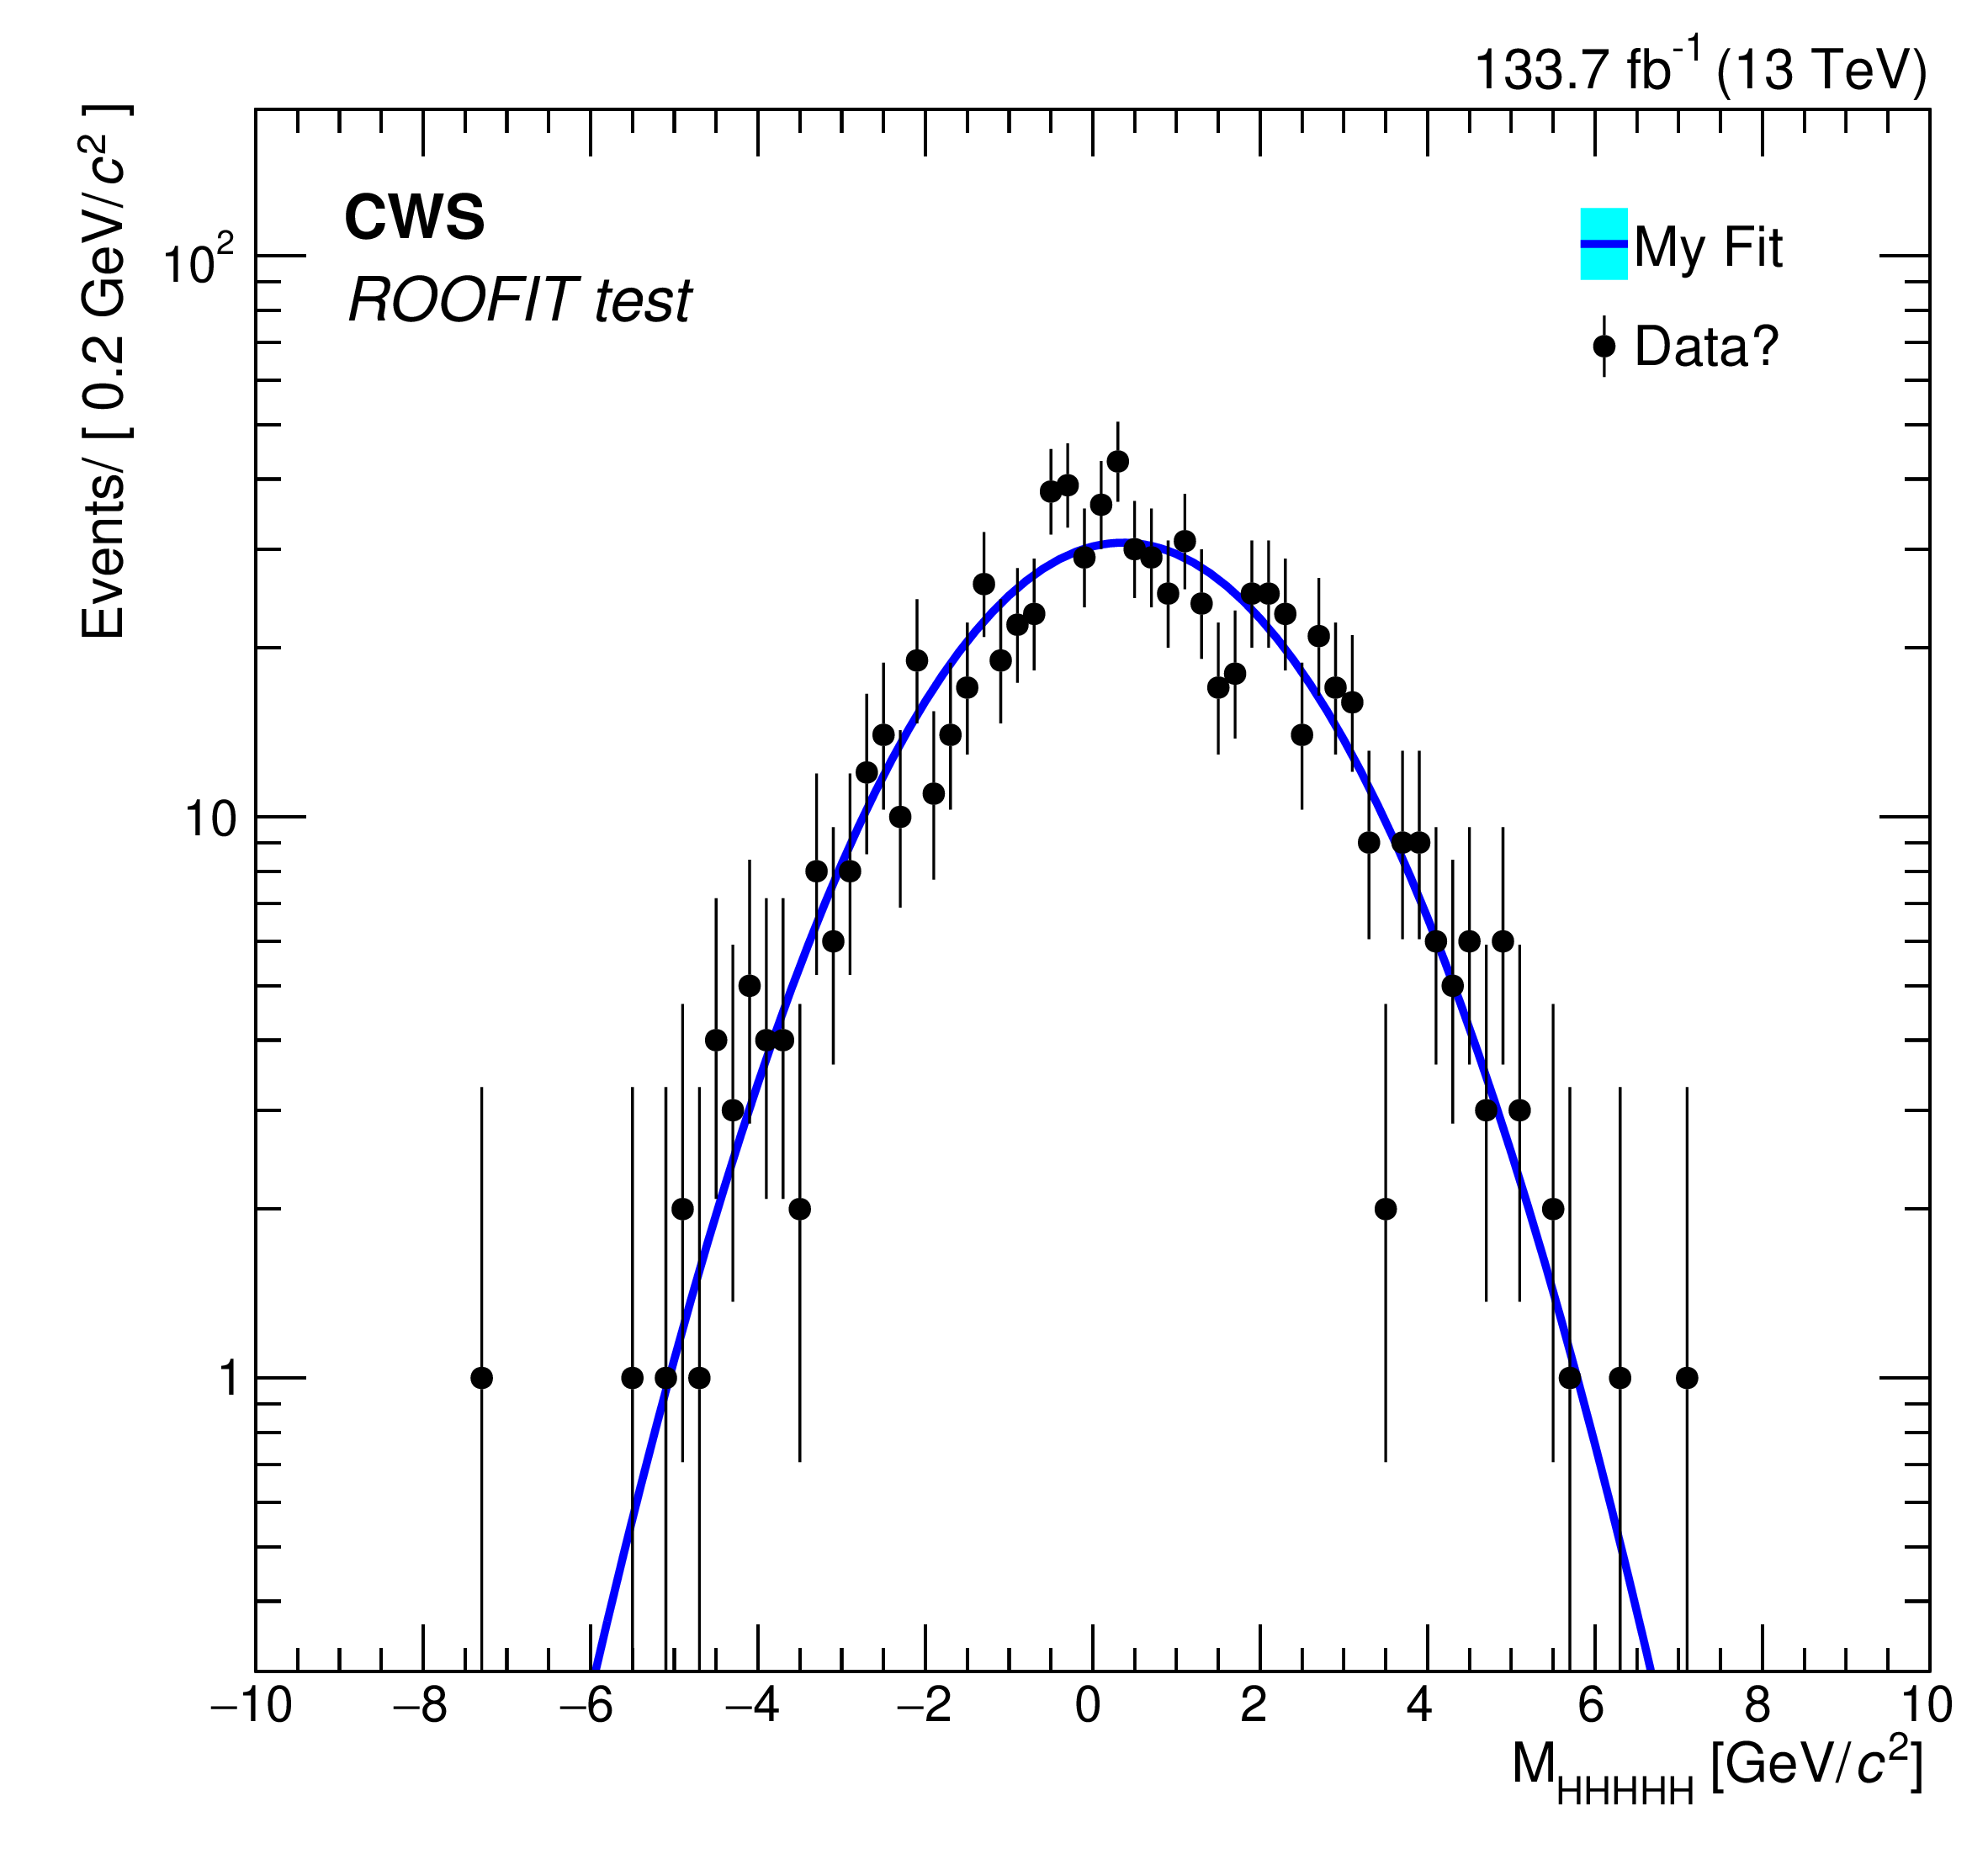 133.7 fb⁻¹ (13 TeV)
Events/ [ 0.2 GeV/c² ]
CWS
ROOFIT test
My Fit
Data?
10²
10
1
−10 −8 −6 −4 −2 0 2 4 6 8 10
M_HHHHH [GeV/c²]